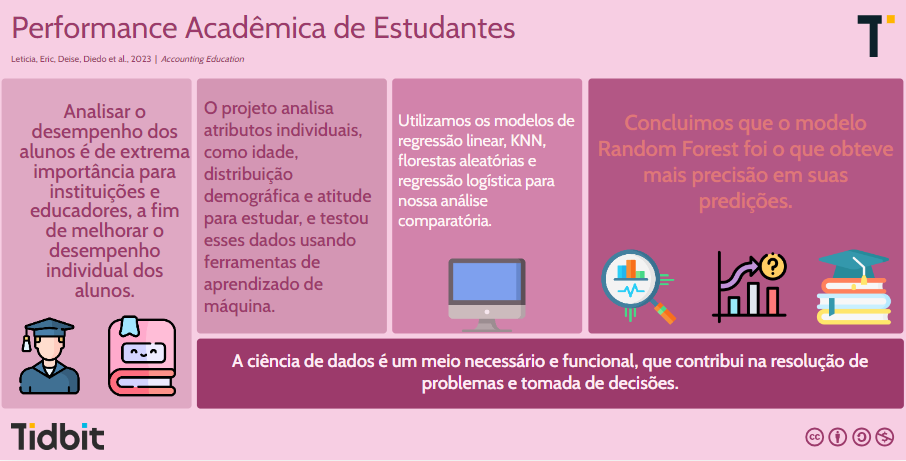 Performance Acadêmica de Estudantes
Leticia, Eric, Deise, Diedo et al., 2023 | Accounting Education
T
Analisar o
desempenho dos
alunos é de extrema
importância para
instituições e
educadores, a fim
de melhorar o
desempenho
individual dos
alunos.
O projeto analisa
atributos individuais,
como idade,
distribuição
demográfica e atitude
para estudar, e testou
esses dados usando
ferramentas de
aprendizado de
máquina.
Utilizamos os modelos de
regressão linear, KNN,
florestas aleatórias e
regressão logística para
nossa análise
comparatória.
Concluimos que o modelo
Random Forest foi o que obteve
mais precisão em suas
predições.
?
A ciência de dados é um meio necessário e funcional, que contribui na resolução de
problemas e tomada de decisões.
Tidbit
cc